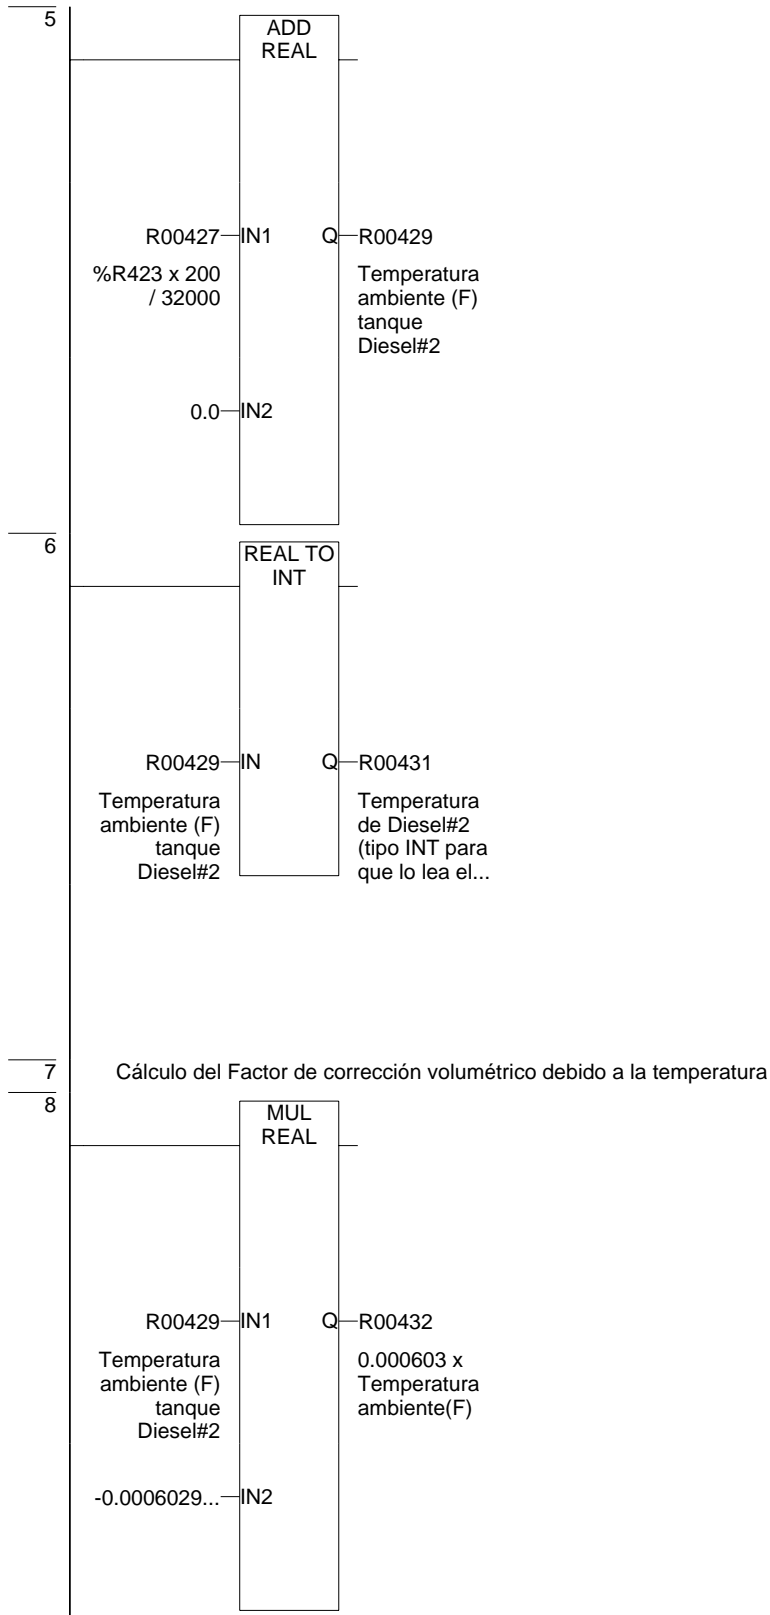 5
ADD
REAL
R00427
IN1
Q
R00429
%R423 x 200
/ 32000
Temperatura
ambiente (F)
tanque
Diesel#2
0.0
IN2
6
REAL TO
INT
R00429
IN
Q
R00431
Temperatura
ambiente (F)
tanque
Diesel#2
Temperatura
de Diesel#2
(tipo INT para
que lo lea el...
7
Cálculo del Factor de corrección volumétrico debido a la temperatura
8
MUL
REAL
R00429
IN1
Q
R00432
Temperatura
ambiente (F)
tanque
Diesel#2
0.000603 x
Temperatura
ambiente(F)
-0.0006029...
IN2